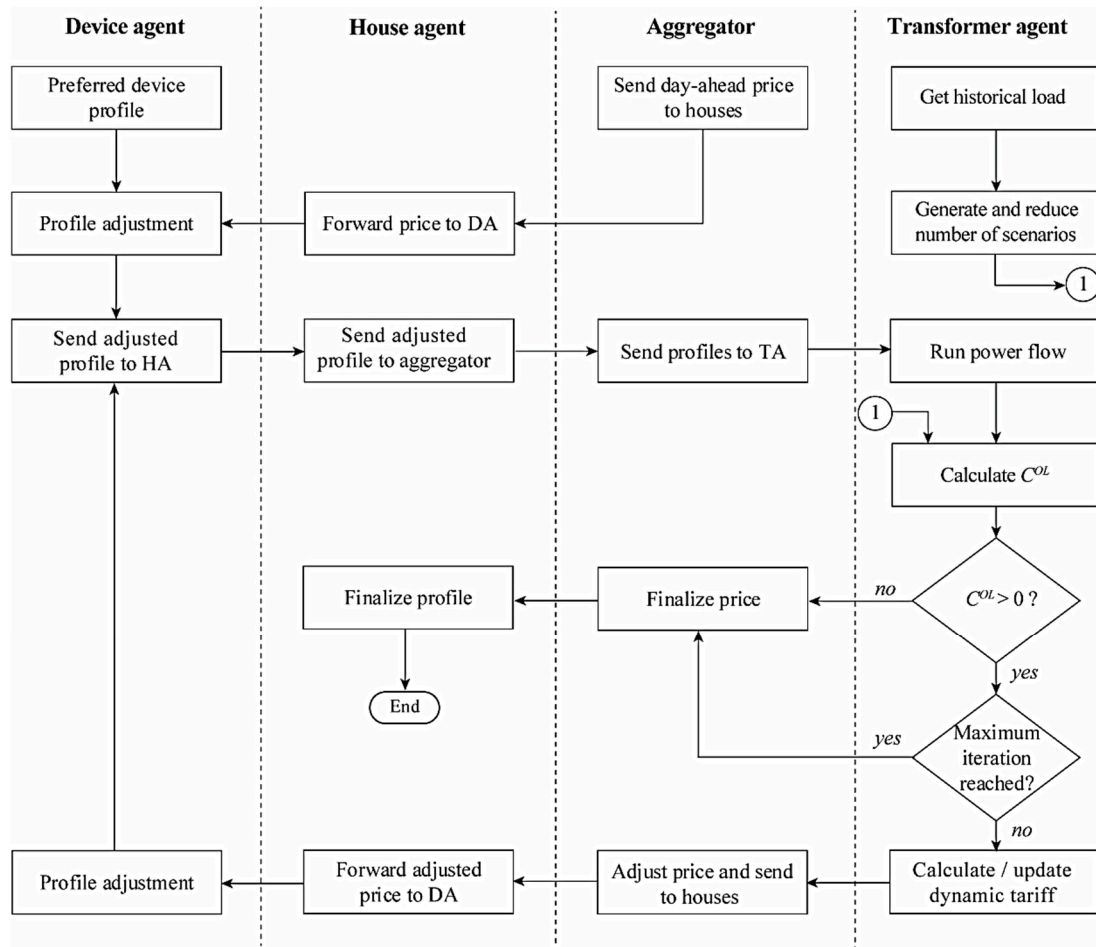 Device agent
House agent
Aggregator
Transformer agent
Preferred device
profile
Send day-ahead price
to houses
Get historical load
Profile adjustment
Forward price to DA
Generate and reduce
number of scenarios
1
Send adjusted
profile to HA
Send adjusted
profile to aggregator
Send profiles to TA
Run power flow
1
Calculate C^OL
Finalize profile
Finalize price
no
C^OL > 0 ?
yes
End
yes
Maximum
iteration
reached?
no
Profile adjustment
Forward adjusted
price to DA
Adjust price and send
to houses
Calculate / update
dynamic tariff